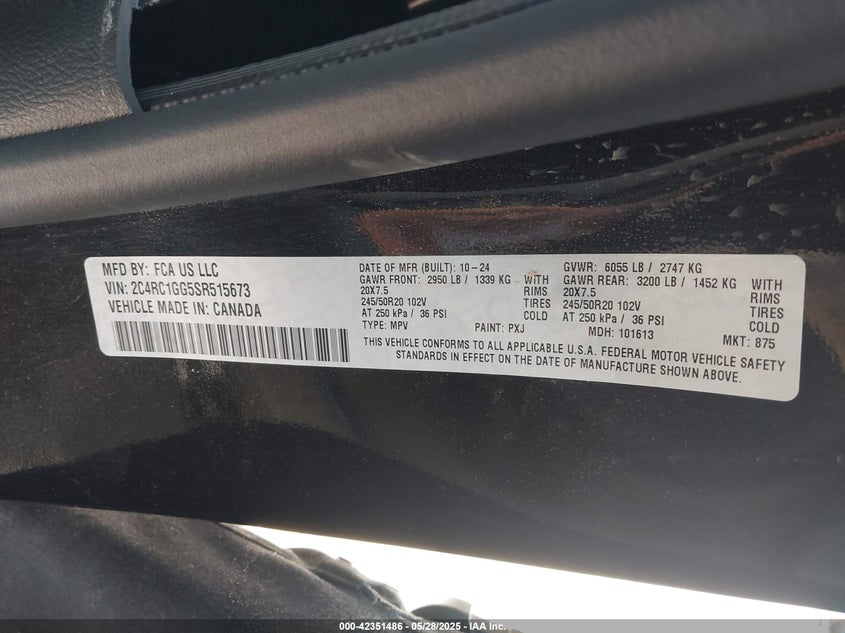 MFD BY: FCA US LLC
VIN: 2C4RC1GG5SR515673
VEHICLE MADE IN: CANADA
DATE OF MFR (BUILT): 10-24
GAWR FRONT: 2950 LB / 1339 KG WITH
20X7.5 RIMS
245/50R20 102V TIRES
AT 250 kPa / 36 PSI COLD
TYPE: MPV PAINT: PXJ
GVWR: 6055 LB / 2747 KG
GAWR REAR: 3200 LB / 1452 KG WITH
20X7.5 RIMS
245/50R20 102V TIRES
AT 250 kPa / 36 PSI COLD
MDH: 101613 MKT: 875
THIS VEHICLE CONFORMS TO ALL APPLICABLE U.S.A. FEDERAL MOTOR VEHICLE SAFETY
STANDARDS IN EFFECT ON THE DATE OF MANUFACTURE SHOWN ABOVE.
000-42351486 - 05/28/2025 - IAA Inc.